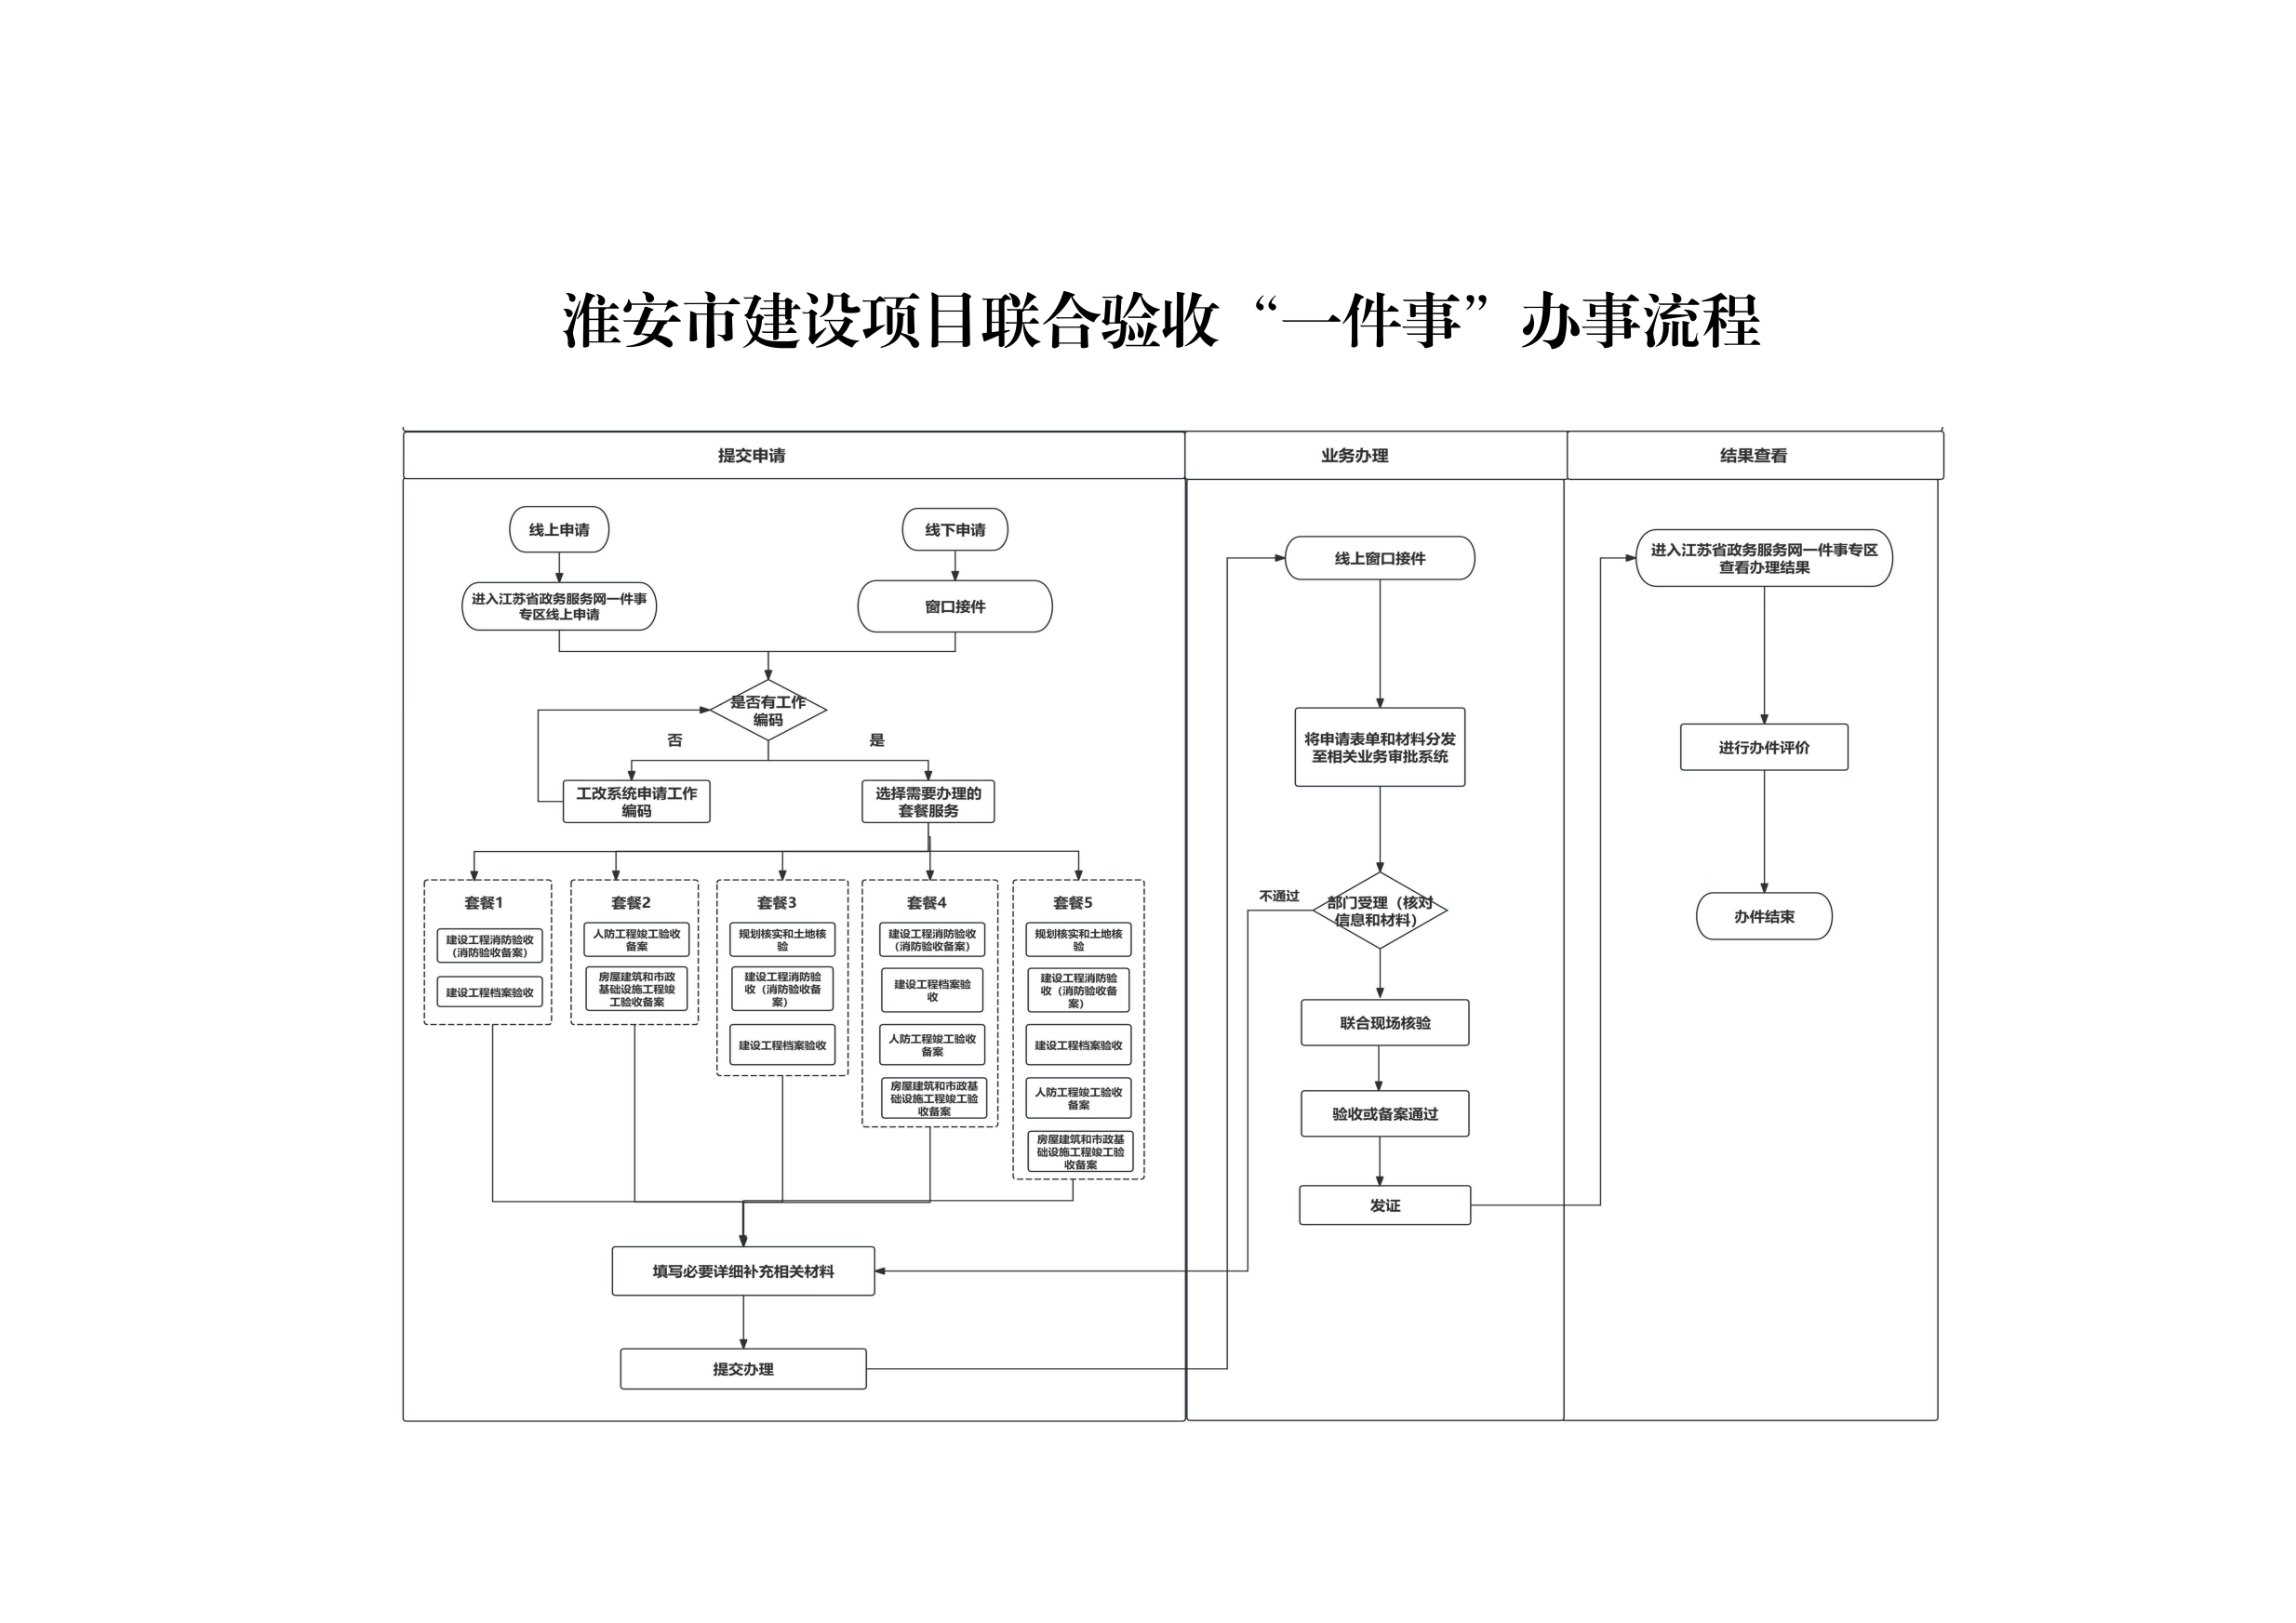 淮安市建设项目联合验收“一件事”办事流程
提交申请
业务办理
结果查看
线上申请
线下申请
进入江苏省政务服务网一件事
专区线上申请
窗口接件
是否有工作
编码
否
是
工改系统申请工作
编码
选择需要办理的
套餐服务
套餐1
建设工程消防验收
（消防验收备案）
建设工程档案验收
套餐2
人防工程竣工验收
备案
房屋建筑和市政
基础设施工程竣
工验收备案
套餐3
规划核实和土地核
验
建设工程消防验
收（消防验收备
案）
建设工程档案验收
套餐4
建设工程消防验收
（消防验收备案）
建设工程档案验
收
人防工程竣工验收
备案
房屋建筑和市政基
础设施工程竣工验
收备案
套餐5
规划核实和土地核
验
建设工程消防验
收（消防验收备
案）
建设工程档案验收
人防工程竣工验收
备案
房屋建筑和市政基
础设施工程竣工验
收备案
填写必要详细补充相关材料
提交办理
线上窗口接件
将申请表单和材料分发
至相关业务审批系统
不通过
部门受理（核对
信息和材料）
联合现场核验
验收或备案通过
发证
进入江苏省政务服务网一件事专区
查看办理结果
进行办件评价
办件结束